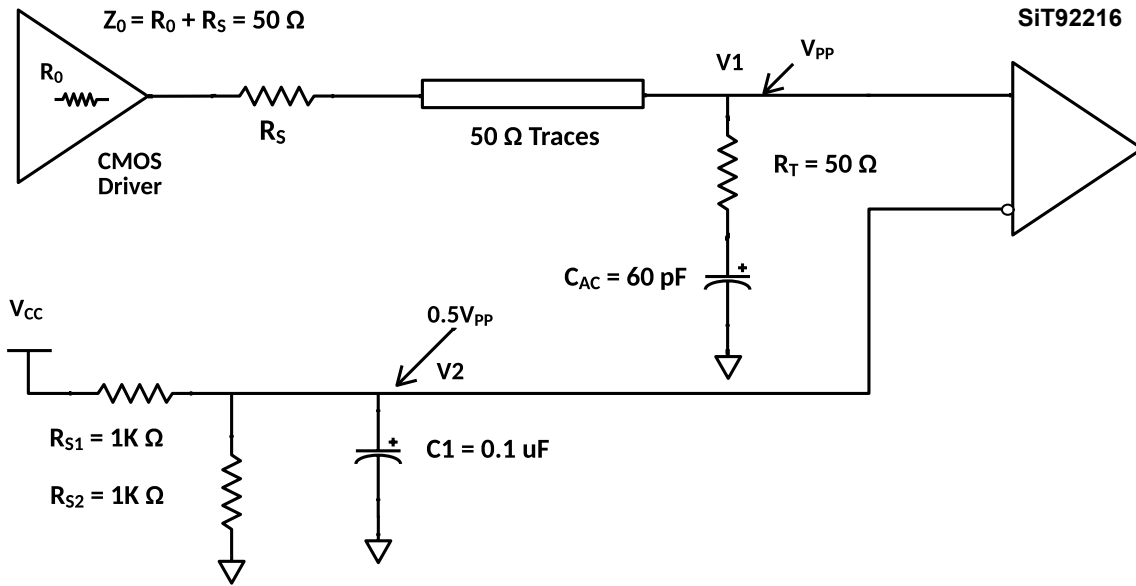 Z₀ = R₀ + R_S = 50 Ω
SiT92216
R₀
V1
V_PP
R_S
50 Ω Traces
CMOS
Driver
R_T = 50 Ω
C_AC = 60 pF
+
V_CC
0.5V_PP
V2
R_S1 = 1K Ω
+
C1 = 0.1 uF
R_S2 = 1K Ω